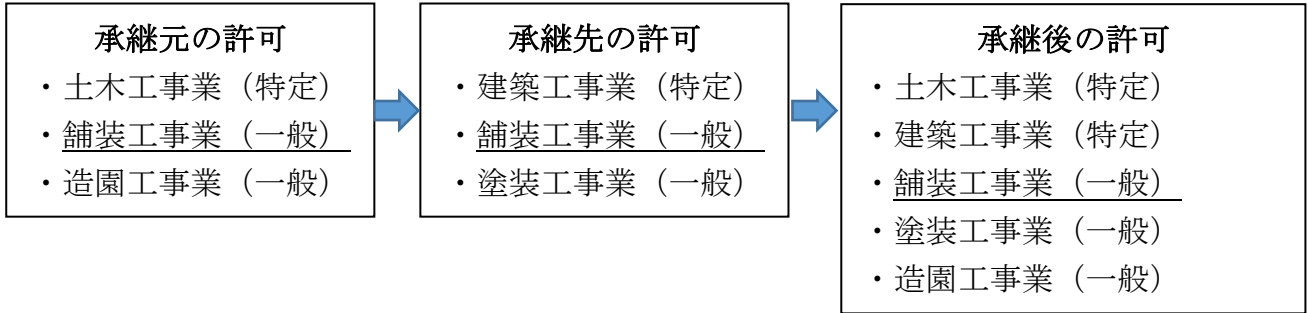 承継元の許可
・土木工事業（特定）
・舗装工事業（一般）
・造園工事業（一般）
承継先の許可
・建築工事業（特定）
・舗装工事業（一般）
・塗装工事業（一般）
承継後の許可
・土木工事業（特定）
・建築工事業（特定）
・舗装工事業（一般）
・塗装工事業（一般）
・造園工事業（一般）